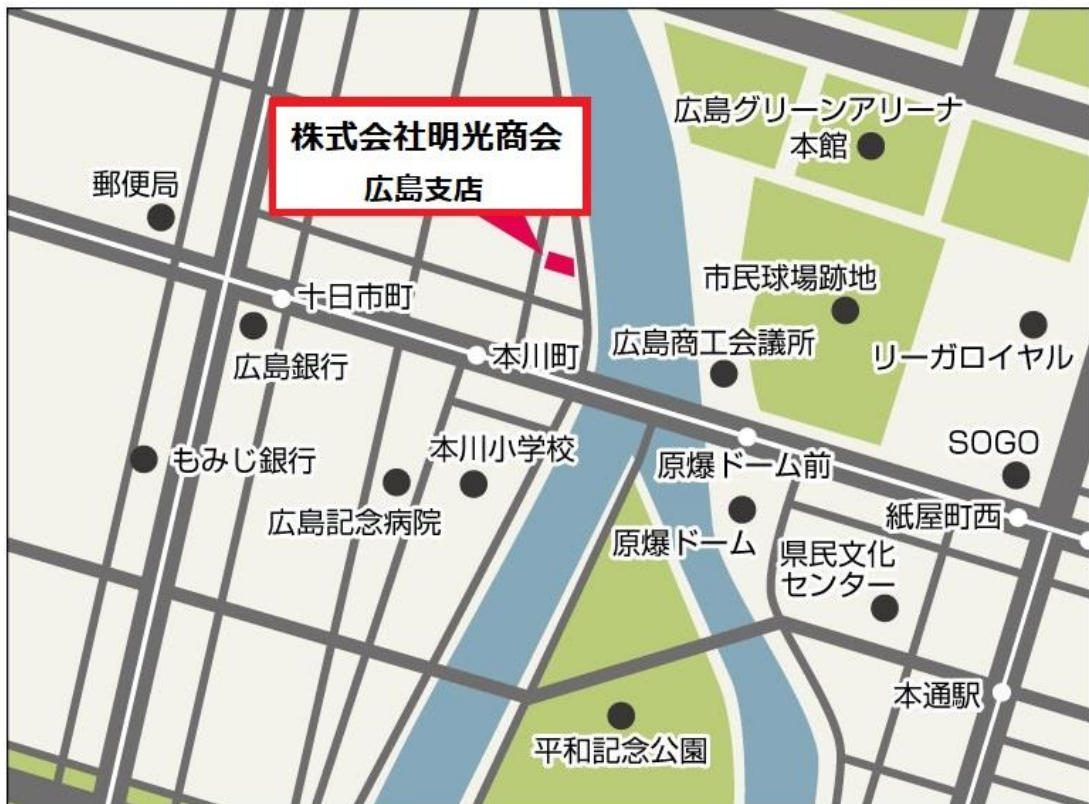 株式会社明光商会
広島支店
広島グリーンアリーナ
本館
郵便局
市民球場跡地
十日市町
本川町
広島商工会議所
リーガロイヤル
広島銀行
もみじ銀行
本川小学校
原爆ドーム前
SOGO
広島記念病院
原爆ドーム
紙屋町西
県民文化
センター
本通駅
平和記念公園